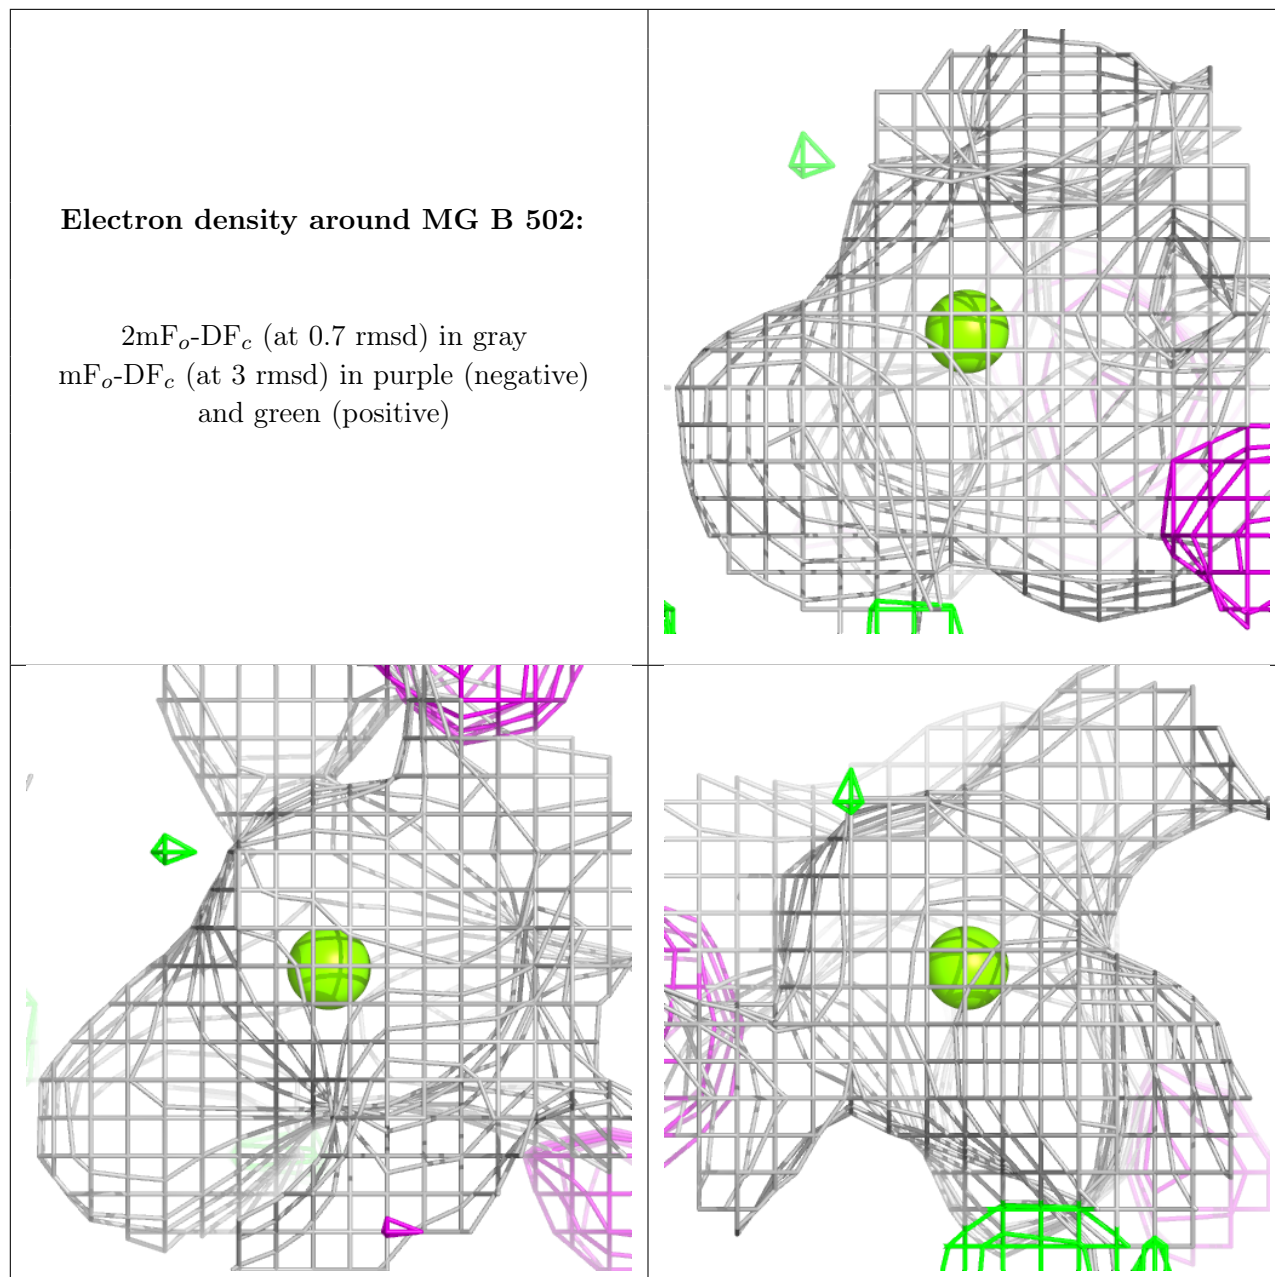 Electron density around MG B 502:
2mFo-DFc (at 0.7 rmsd) in gray
mFo-DFc (at 3 rmsd) in purple (negative)
and green (positive)